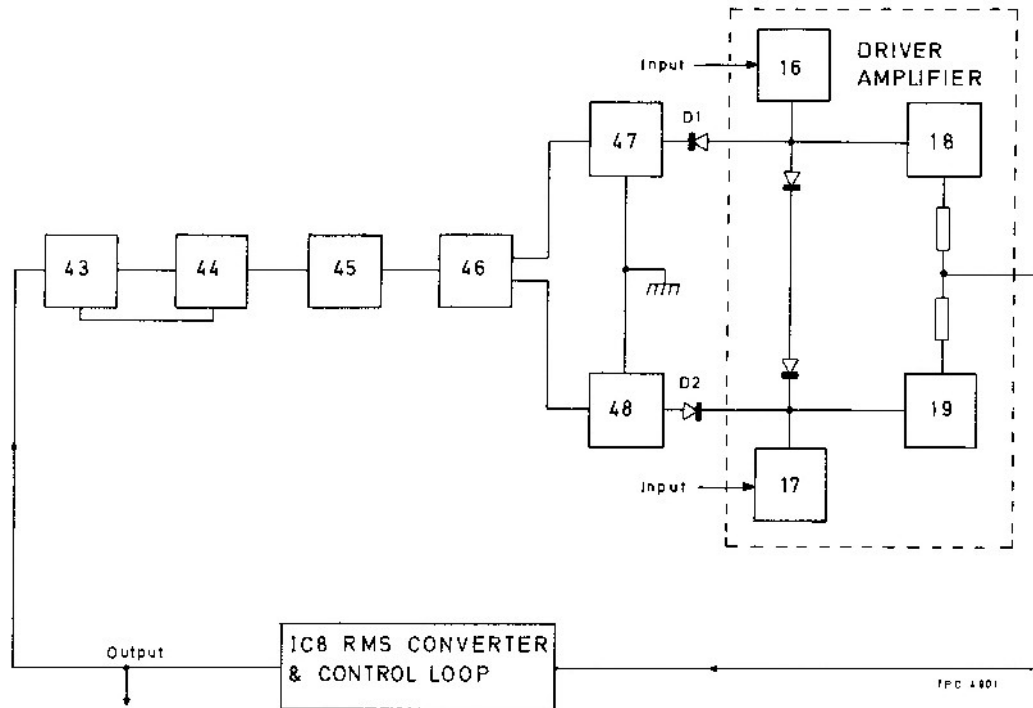 Input
16
DRIVER
AMPLIFIER
D1
47
18
43
44
45
46
D2
48
19
Input
17
Output
IC8 RMS CONVERTER
& CONTROL LOOP